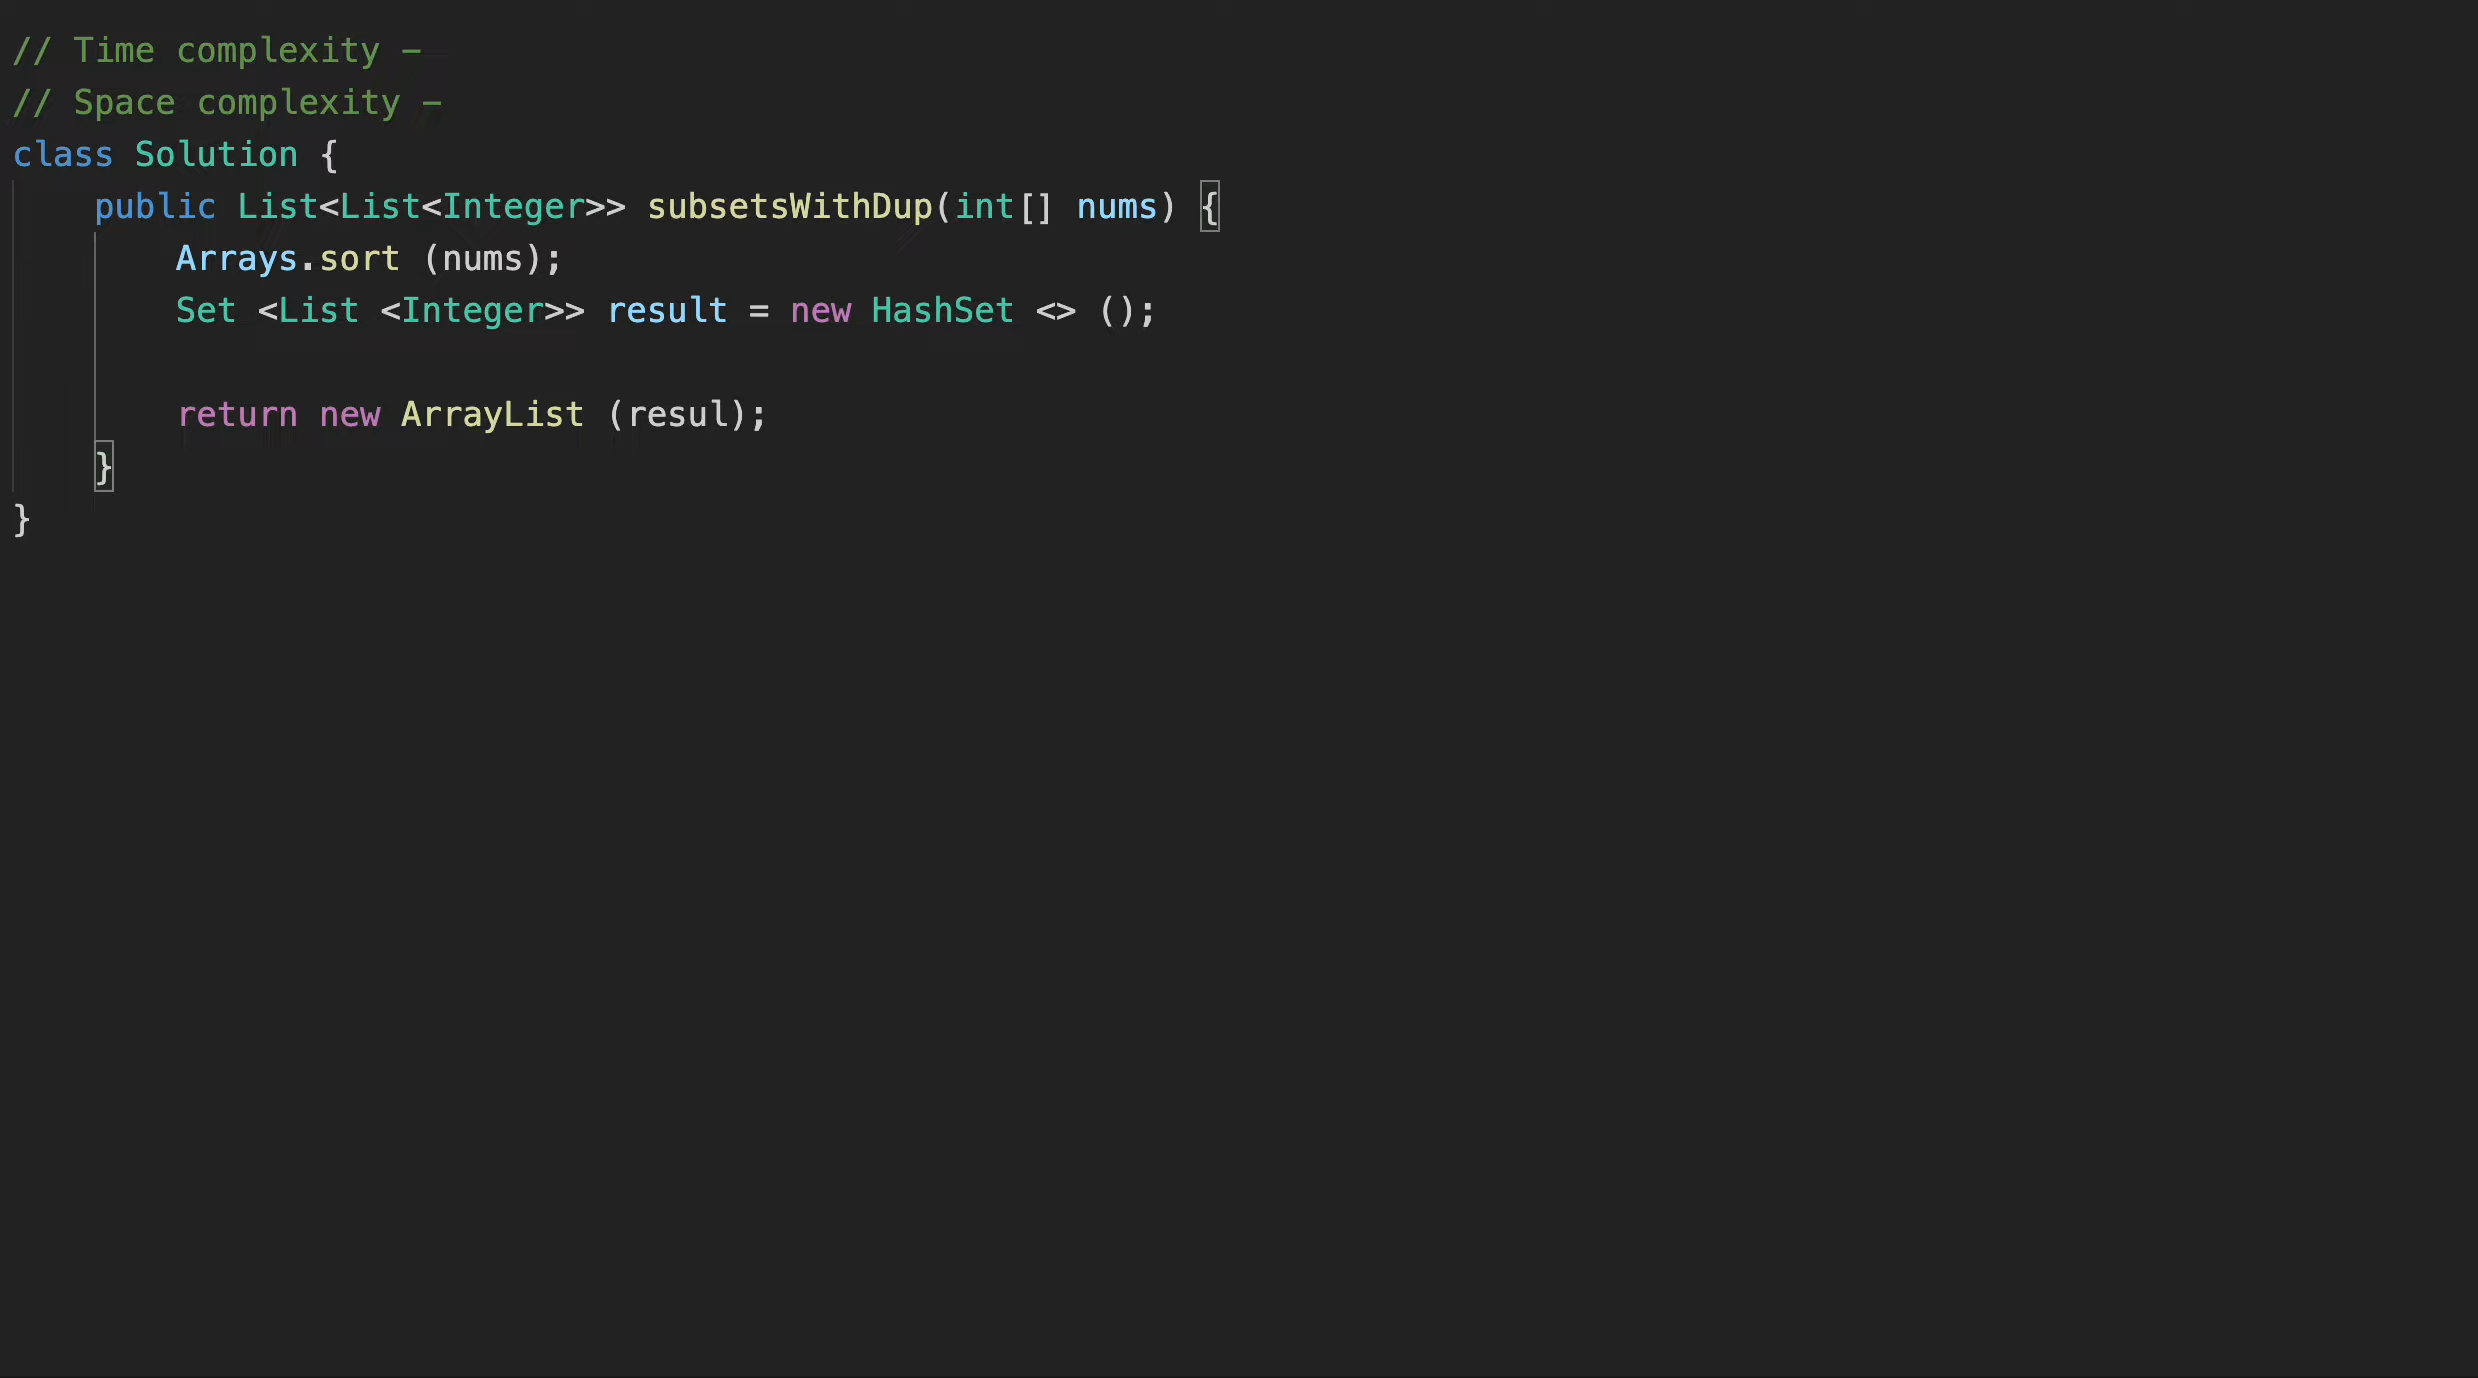 // Time complexity –
// Space complexity –
class Solution {
    public List<List<Integer>> subsetsWithDup(int[] nums) {
        Arrays.sort (nums);
        Set <List <Integer>> result = new HashSet <> ();

        return new ArrayList (resul);
    }
}